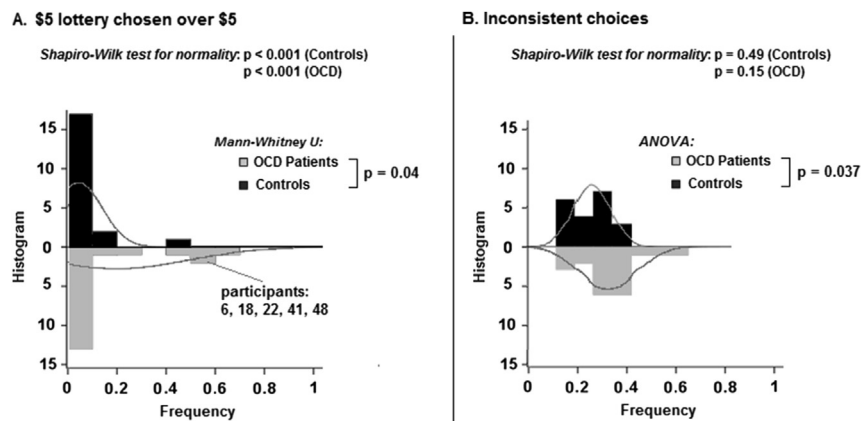 A. $5 lottery chosen over $5
Shapiro-Wilk test for normality: p < 0.001 (Controls)
p < 0.001 (OCD)
Mann-Whitney U:
OCD Patients
Controls
p = 0.04
participants:
6, 18, 22, 41, 48
Histogram
15
10
5
0
5
10
15
0 0.2 0.4 0.6 0.8 1
Frequency
B. Inconsistent choices
Shapiro-Wilk test for normality: p = 0.49 (Controls)
p = 0.15 (OCD)
ANOVA:
OCD Patients
Controls
p = 0.037
Histogram
15
10
5
0
5
10
15
0 0.2 0.4 0.6 0.8 1
Frequency